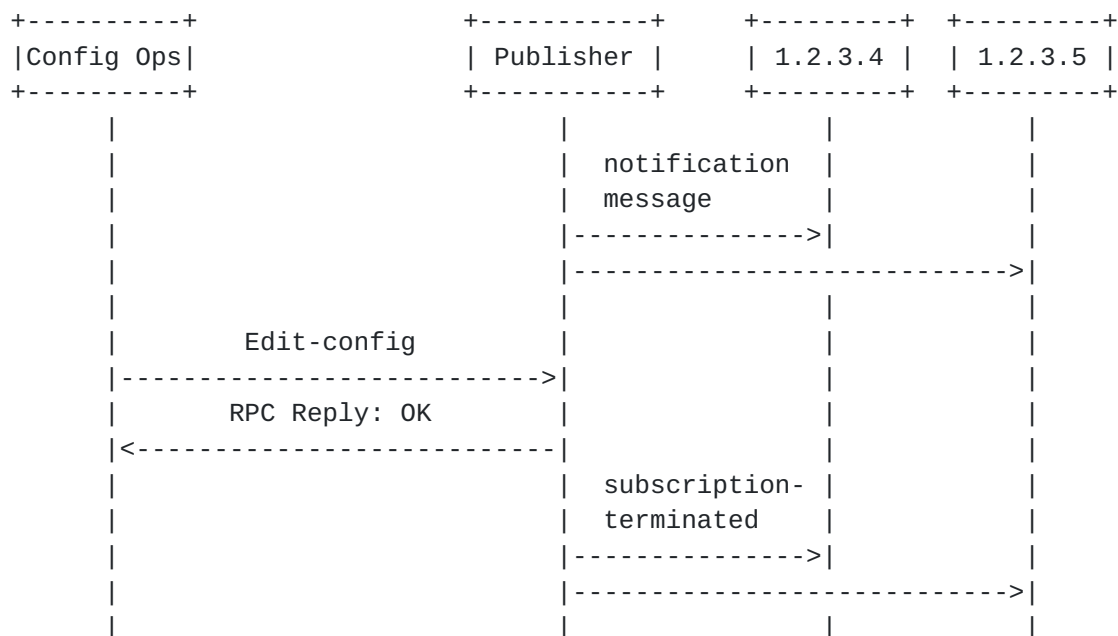 +----------+                 +-----------+     +---------+  +---------+
|Config Ops|                 | Publisher |     | 1.2.3.4 |  | 1.2.3.5 |
+----------+                 +-----------+     +---------+  +---------+
      |                            |                |            |
      |                            |  notification  |            |
      |                            |  message       |            |
      |                            |--------------->|            |
      |                            |---------------------------->|
      |                            |                |            |
      |        Edit-config         |                |            |
      |--------------------------->|                |            |
      |       RPC Reply: OK        |                |            |
      |<---------------------------|                |            |
      |                            |  subscription- |            |
      |                            |  terminated    |            |
      |                            |--------------->|            |
      |                            |---------------------------->|
      |                            |                |            |